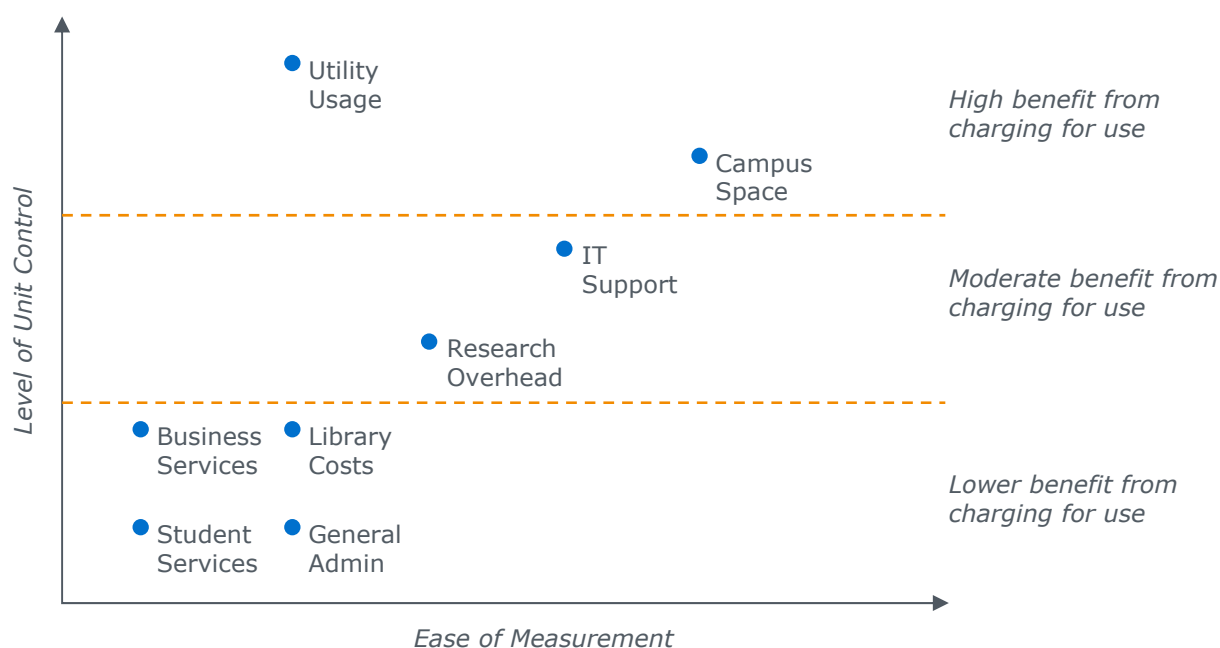 Utility
Usage
High benefit from
charging for use
Campus
Space
Level of Unit Control
IT
Support
Moderate benefit from
charging for use
Research
Overhead
Business
Services
Library
Costs
Lower benefit from
charging for use
Student
Services
General
Admin
Ease of Measurement